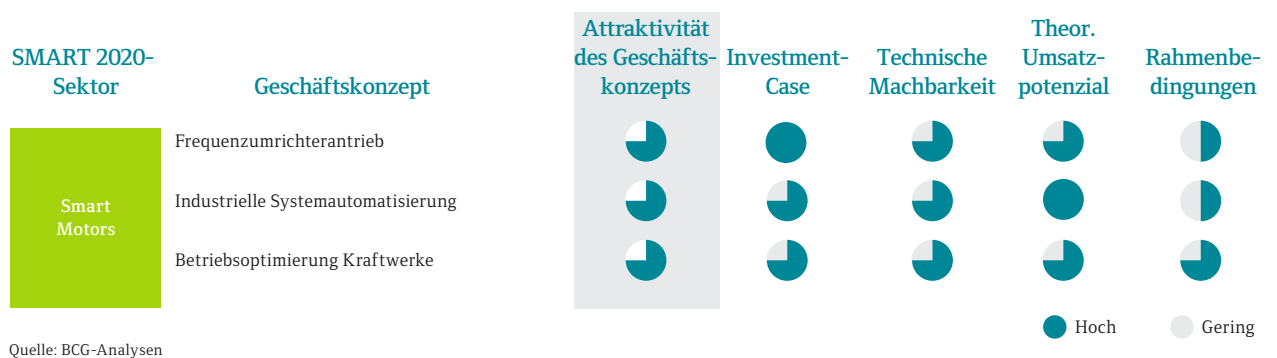 SMART 2020-
Sektor
Geschäftskonzept
Attraktivität
des Geschäfts-
konzepts
Investment-
Case
Technische
Machbarkeit
Theor.
Umsatz-
potenzial
Rahmenbe-
dingungen
Smart
Motors
Frequenzumrichterantrieb
Industrielle Systemautomatisierung
Betriebsoptimierung Kraftwerke
Hoch
Gering
Quelle: BCG-Analysen